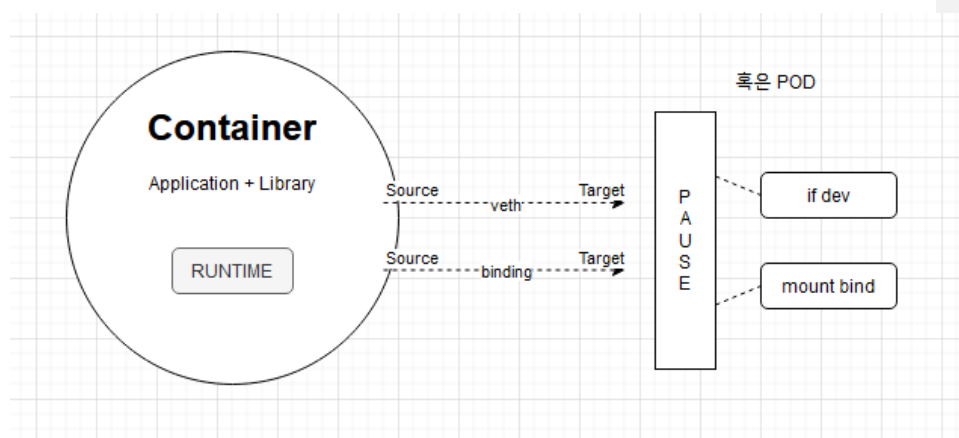 혹은 POD
Container
Application + Library
RUNTIME
Source
Target
veth
Source
Target
binding
P
A
U
S
E
if dev
mount bind